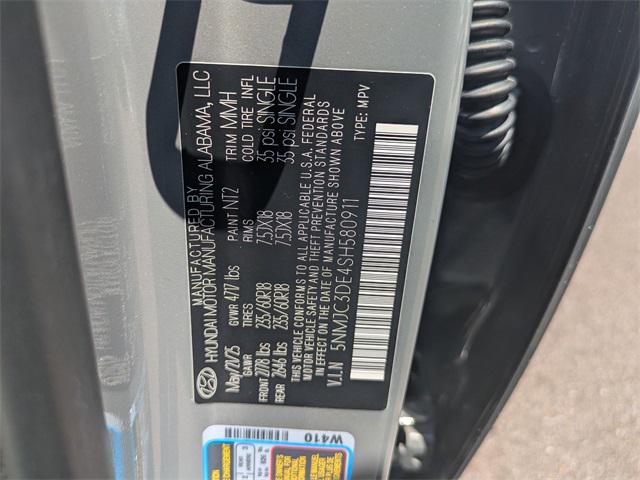 MANUFACTURED BY
HYUNDAI MOTOR MANUFACTURING ALABAMA, LLC
May/20/25 GVWR 4717 lbs PAINT NT2 TRIM MMH
GAWR TIRES RIMS COLD TIRE INFL
FRONT 2778 lbs 235/60R18 7.5JX18 35 psi SINGLE
REAR 2646 lbs 235/60R18 7.5JX18 35 psi SINGLE
THIS VEHICLE CONFORMS TO ALL APPLICABLE U.S.A. FEDERAL
MOTOR VEHICLE SAFETY AND THEFT PREVENTION STANDARDS
IN EFFECT ON THE DATE OF MANUFACTURE SHOWN ABOVE
V.I.N 5NMJC3DE4SH580911 TYPE: MPV
W410